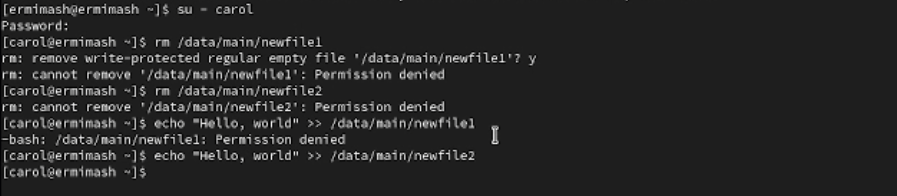 [ermimash@ermimash ~]$ su - carol
Password:
[carol@ermimash ~]$ rm /data/main/newfile1
rm: remove write-protected regular empty file '/data/main/newfile1'? y
rm: cannot remove '/data/main/newfile1': Permission denied
[carol@ermimash ~]$ rm /data/main/newfile2
rm: cannot remove '/data/main/newfile2': Permission denied
[carol@ermimash ~]$ echo "Hello, world" >> /data/main/newfile1
-bash: /data/main/newfile1: Permission denied
[carol@ermimash ~]$ echo "Hello, world" >> /data/main/newfile2
[carol@ermimash ~]$